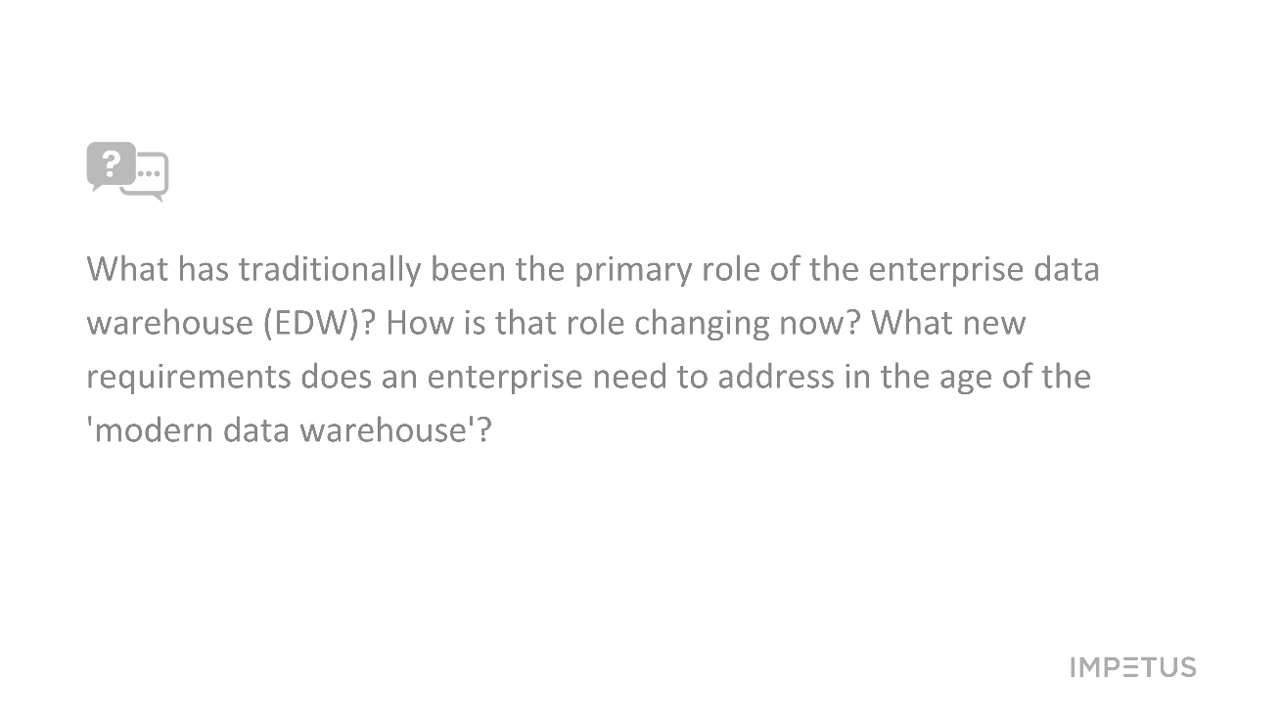 ?
What has traditionally been the primary role of the enterprise data
warehouse (EDW)? How is that role changing now? What new
requirements does an enterprise need to address in the age of the
'modern data warehouse'?
IMPETUS